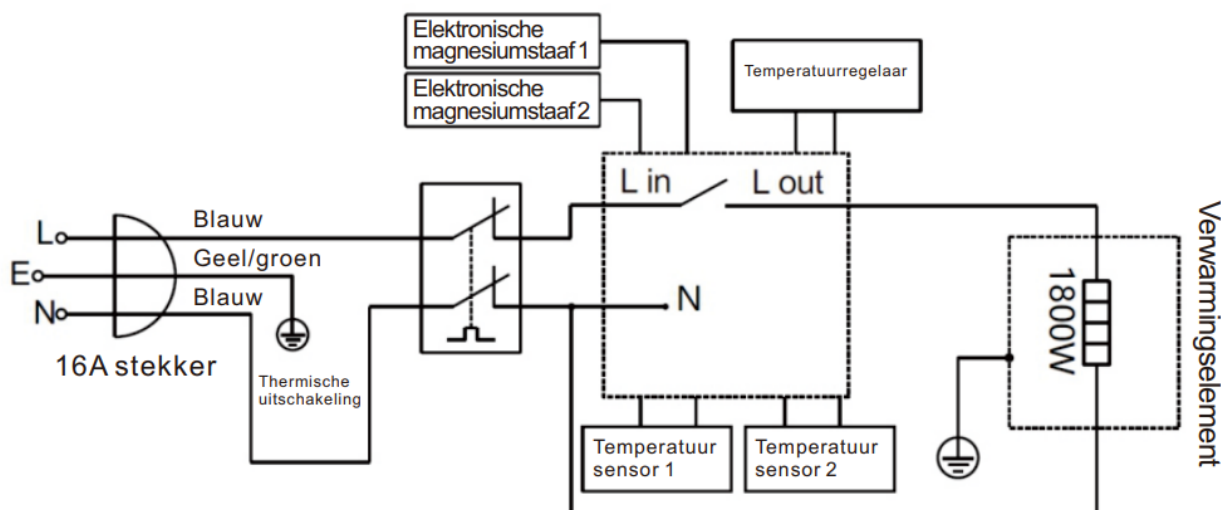 Elektronische
magnesiumstaaf 1
Elektronische
magnesiumstaaf 2
Temperatuurregelaar
L in
L out
L
Blauw
E
Geel/groen
N
Blauw
N
16A stekker
Thermische
uitschakeling
1800W
Verwarmingselement
Temperatuur
sensor 1
Temperatuur
sensor 2